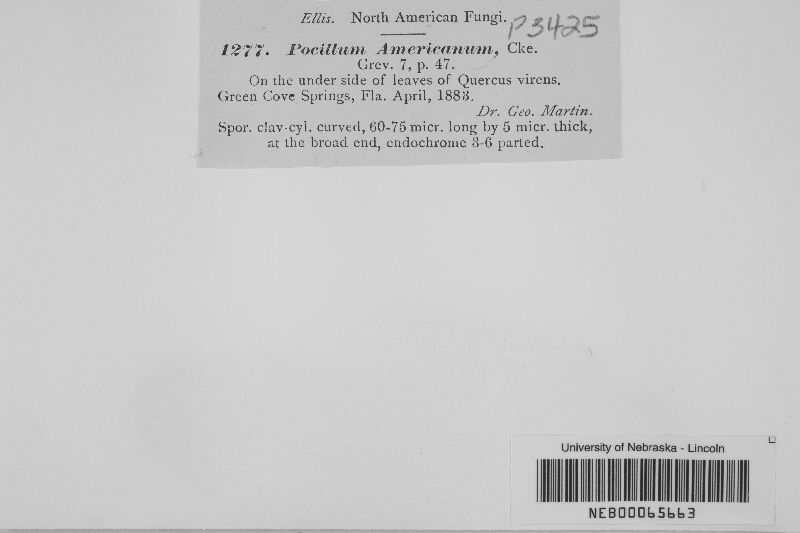 Ellis. North American Fungi.
P3425
1277. Pocillum Americanum, Cke.
Grev. 7, p. 47.
On the under side of leaves of Quercus virens.
Green Cove Springs, Fla. April, 1883.
Dr. Geo. Martin.
Spor. clav-cyl. curved, 60-75 micr. long by 5 micr. thick,
at the broad end, endochrome 3-6 parted.
University of Nebraska - Lincoln
NEB00065663